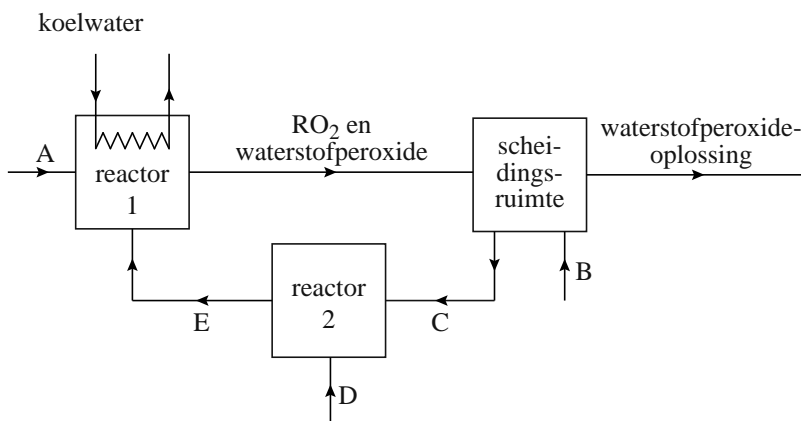 koelwater
A
reactor
1
RO2 en
waterstofperoxide
schei-
dings-
ruimte
waterstofperoxide-
oplossing
B
reactor
2
E
C
D